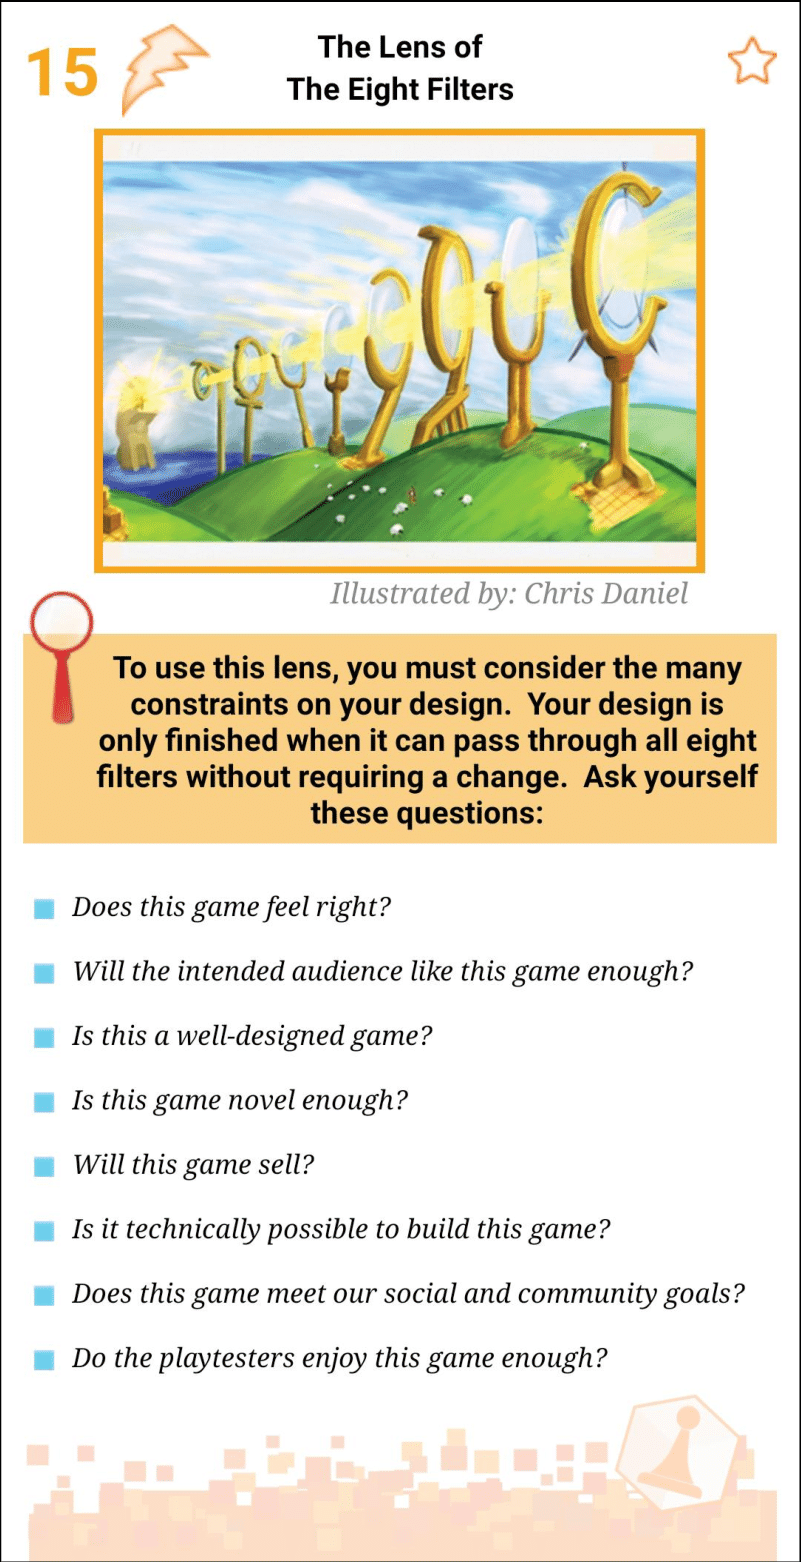 15
The Lens of
The Eight Filters
Illustrated by: Chris Daniel
To use this lens, you must consider the many
constraints on your design.  Your design is
only finished when it can pass through all eight
filters without requiring a change.  Ask yourself
these questions:
Does this game feel right?
Will the intended audience like this game enough?
Is this a well-designed game?
Is this game novel enough?
Will this game sell?
Is it technically possible to build this game?
Does this game meet our social and community goals?
Do the playtesters enjoy this game enough?